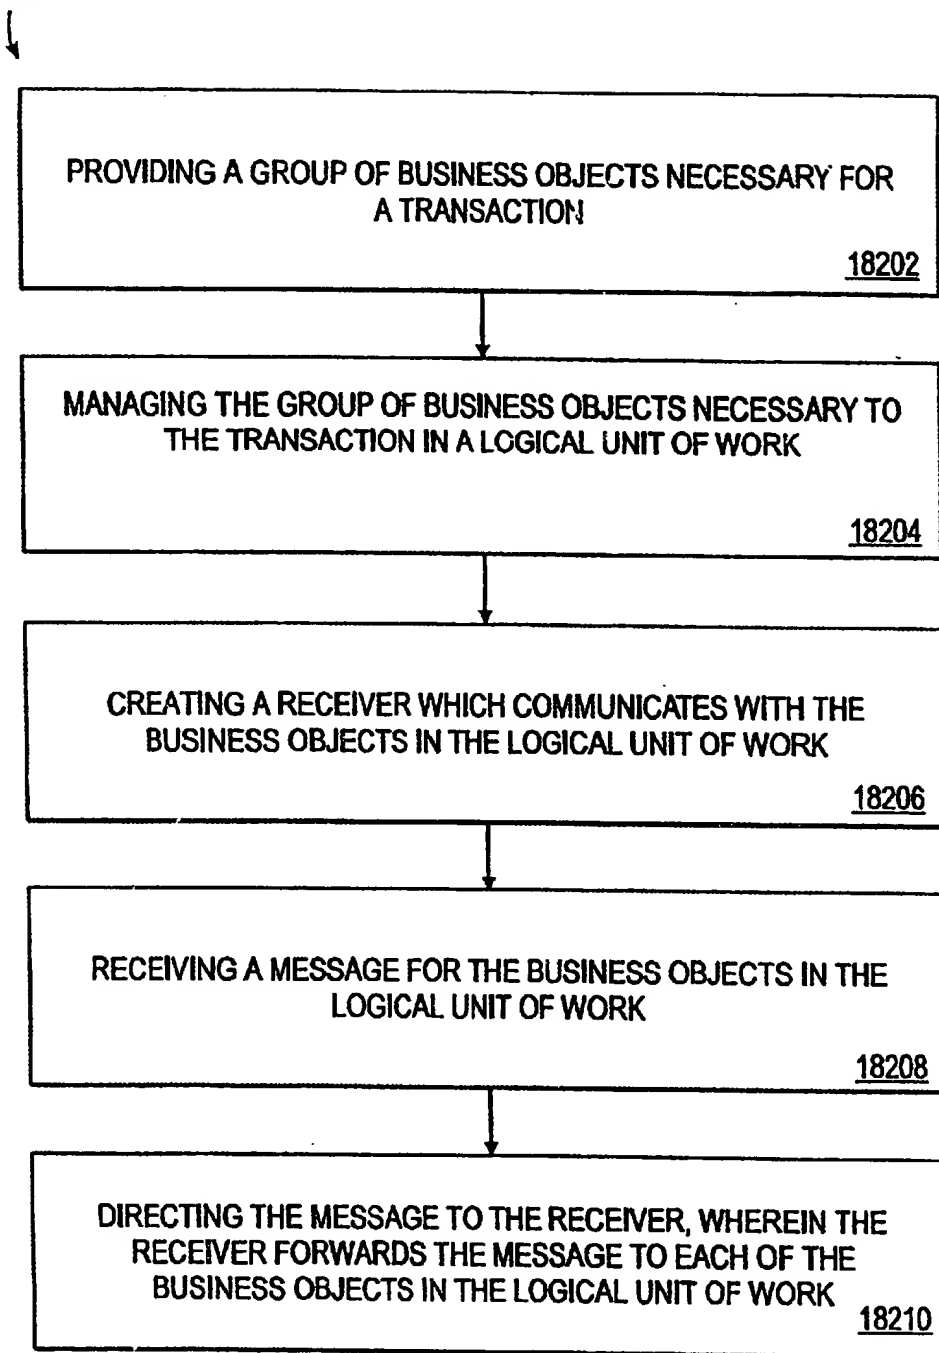 PROVIDING A GROUP OF BUSINESS OBJECTS NECESSARY FOR
A TRANSACTION
18202
MANAGING THE GROUP OF BUSINESS OBJECTS NECESSARY TO
THE TRANSACTION IN A LOGICAL UNIT OF WORK
18204
CREATING A RECEIVER WHICH COMMUNICATES WITH THE
BUSINESS OBJECTS IN THE LOGICAL UNIT OF WORK
18206
RECEIVING A MESSAGE FOR THE BUSINESS OBJECTS IN THE
LOGICAL UNIT OF WORK
18208
DIRECTING THE MESSAGE TO THE RECEIVER, WHEREIN THE
RECEIVER FORWARDS THE MESSAGE TO EACH OF THE
BUSINESS OBJECTS IN THE LOGICAL UNIT OF WORK
18210